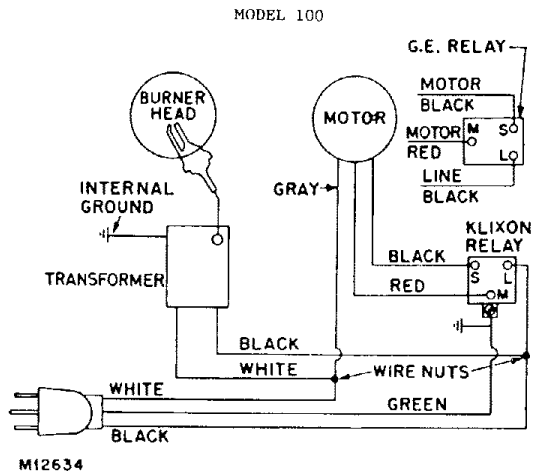 MODEL 100
G.E. RELAY
MOTOR
BLACK
BURNER
HEAD
MOTOR
M
S
MOTOR
RED
L
LINE
BLACK
INTERNAL
GROUND
GRAY
KLIXON
RELAY
BLACK
S
L
TRANSFORMER
RED
M
BLACK
WHITE
WIRE NUTS
WHITE
GREEN
BLACK
M12634